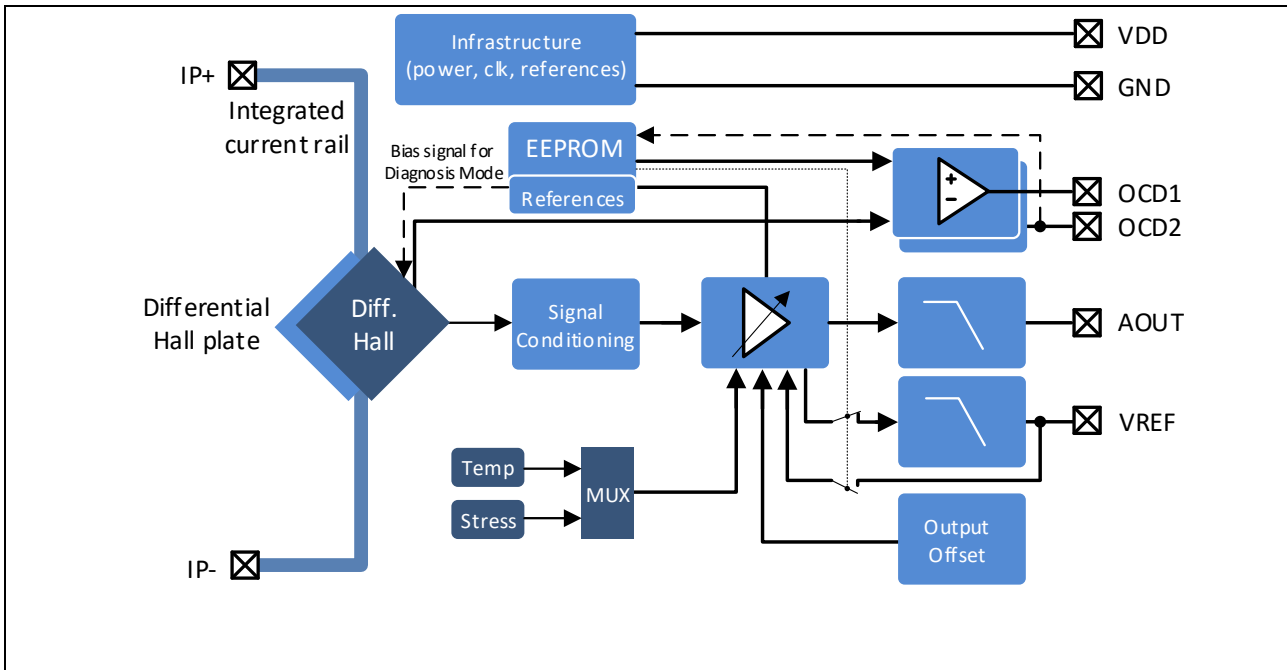 Infrastructure
(power, clk, references)
VDD
GND
IP+
Integrated
current rail
Bias signal for
Diagnosis Mode
EEPROM
References
+
-
OCD1
OCD2
Differential
Hall plate
Diff.
Hall
Signal
Conditioning
AOUT
VREF
Temp
Stress
MUX
Output
Offset
IP-